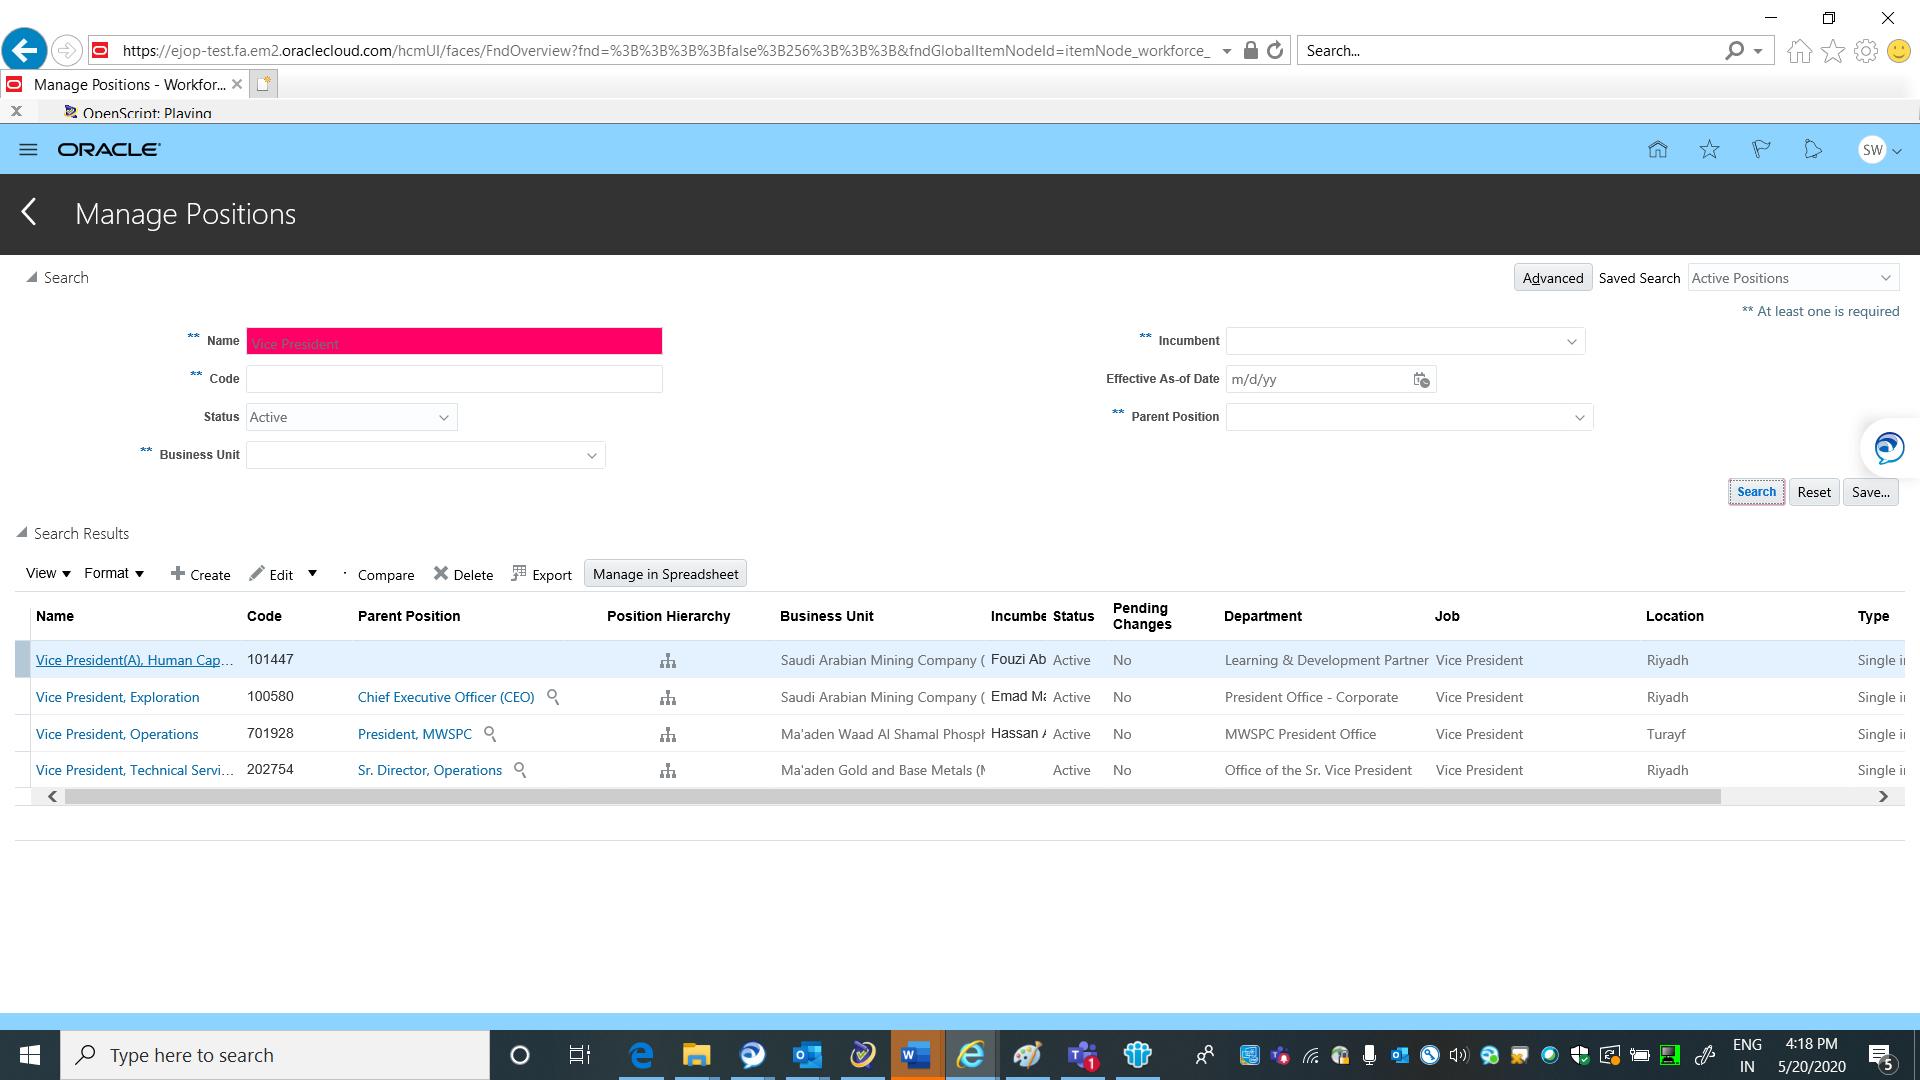 https://ejop-test.fa.em2.oraclecloud.com/hcmUI/faces/FndOverview?fnd=%3B%3B%3B%3Bfalse%3B256%3B%3B%3B&fndGlobalItemNodeId=itemNode_workforce_
Search...
Manage Positions - Workfor...
OpenScript: Playing
ORACLE
SW
Manage Positions
Search
Advanced
Saved Search
Active Positions
** At least one is required
** Name
Vice President
** Incumbent
** Code
Effective As-of Date
m/d/yy
Status
Active
** Parent Position
** Business Unit
Search
Reset
Save...
Search Results
View Format Create Edit Compare Delete Export Manage in Spreadsheet
Name Code Parent Position Position Hierarchy Business Unit Incumbe Status Pending Changes Department Job Location Type
Vice President(A), Human Cap... 101447 Saudi Arabian Mining Company ( Fouzi Ab Active No Learning & Development Partner Vice President Riyadh Single i
Vice President, Exploration 100580 Chief Executive Officer (CEO) Saudi Arabian Mining Company ( Emad Ma Active No President Office - Corporate Vice President Riyadh Single i
Vice President, Operations 701928 President, MWSPC Ma'aden Waad Al Shamal Phosph Hassan A Active No MWSPC President Office Vice President Turayf Single i
Vice President, Technical Servi... 202754 Sr. Director, Operations Ma'aden Gold and Base Metals (M Active No Office of the Sr. Vice President Vice President Riyadh Single i
Type here to search
ENG
IN
4:18 PM
5/20/2020
1
5